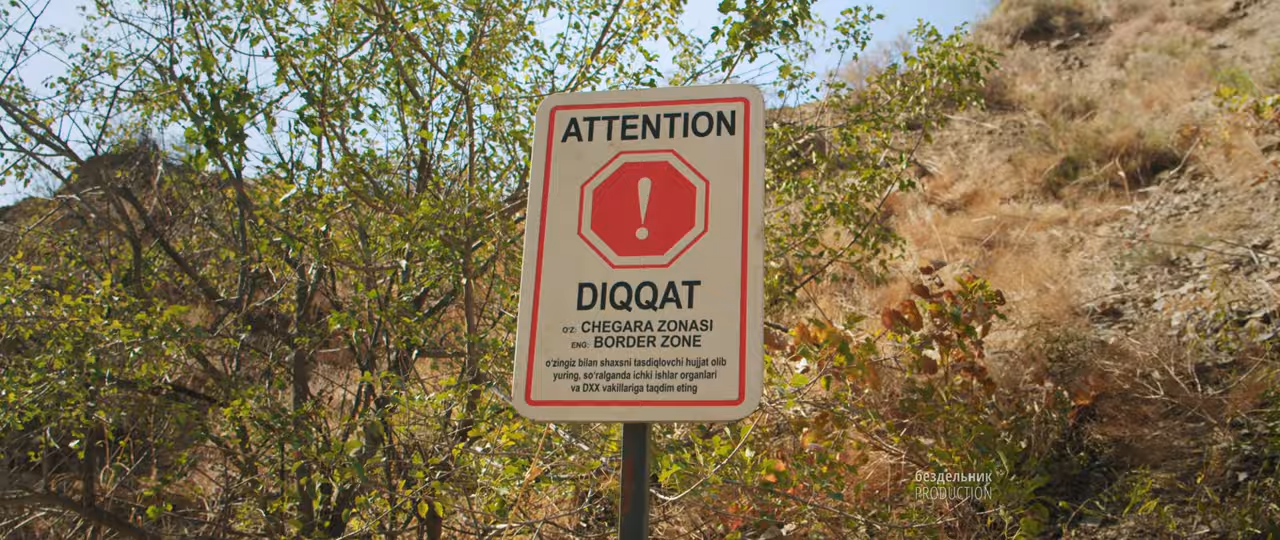 ATTENTION
!
DIQQAT
O'Z: CHEGARA ZONASI
ENG: BORDER ZONE
o'zingiz bilan shaxsni tasdiqlovchi hujjat olib
yuring, so'ralganda ichki ishlar organlari
va DXX vakillariga taqdim eting
бездельник
PRODUCTION